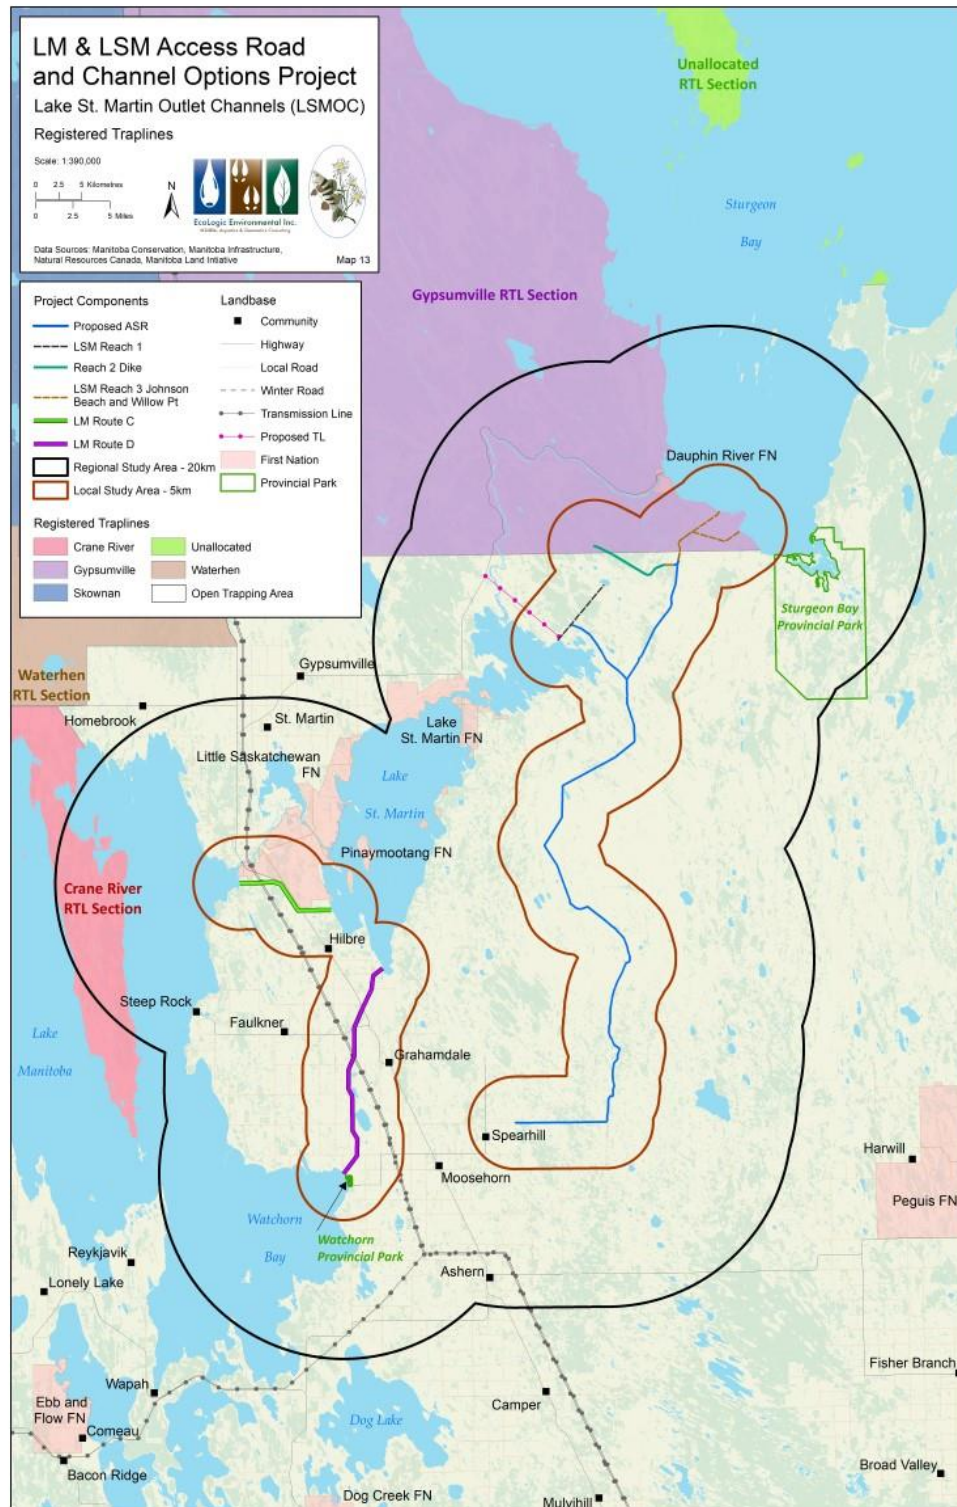 LM & LSM Access Road
and Channel Options Project
Lake St. Martin Outlet Channels (LSMOC)
Registered Traplines
Scale: 1:390,000
0 2.5 5 Kilometres
0 2.5 5 Miles
N
EcoLogic Environmental Inc.
Wildlife, Aquatics & Geomatics Consulting
Data Sources: Manitoba Conservation, Manitoba Infrastructure,
Natural Resources Canada, Manitoba Land Intiative
Map 13
Project Components
Proposed ASR
LSM Reach 1
Reach 2 Dike
LSM Reach 3 Johnson
Beach and Willow Pt
LM Route C
LM Route D
Regional Study Area - 20km
Local Study Area - 5km
Landbase
Community
Highway
Local Road
Winter Road
Transmission Line
Proposed TL
First Nation
Provincial Park
Registered Traplines
Crane River
Gypsumville
Skownan
Unallocated
Waterhen
Open Trapping Area
Unallocated
RTL Section
Sturgeon
Bay
Gypsumville RTL Section
Dauphin River FN
Sturgeon Bay
Provincial Park
Waterhen
RTL Section
Gypsumville
Homebrook
St. Martin
Lake
St. Martin FN
Little Saskatchewan
FN
Lake
St. Martin
Pinaymootang FN
Crane River
RTL Section
Hilbre
Steep Rock
Faulkner
Lake
Manitoba
Grahamdale
Spearhill
Harwill
Moosehorn
Peguis FN
Watchorn
Bay
Watchorn
Provincial Park
Reykjavik
Lonely Lake
Ashern
Fisher Branch
Wapah
Ebb and
Flow FN
Camper
Dog Lake
Comeau
Bacon Ridge
Broad Valley
Dog Creek FN
Mulvihill